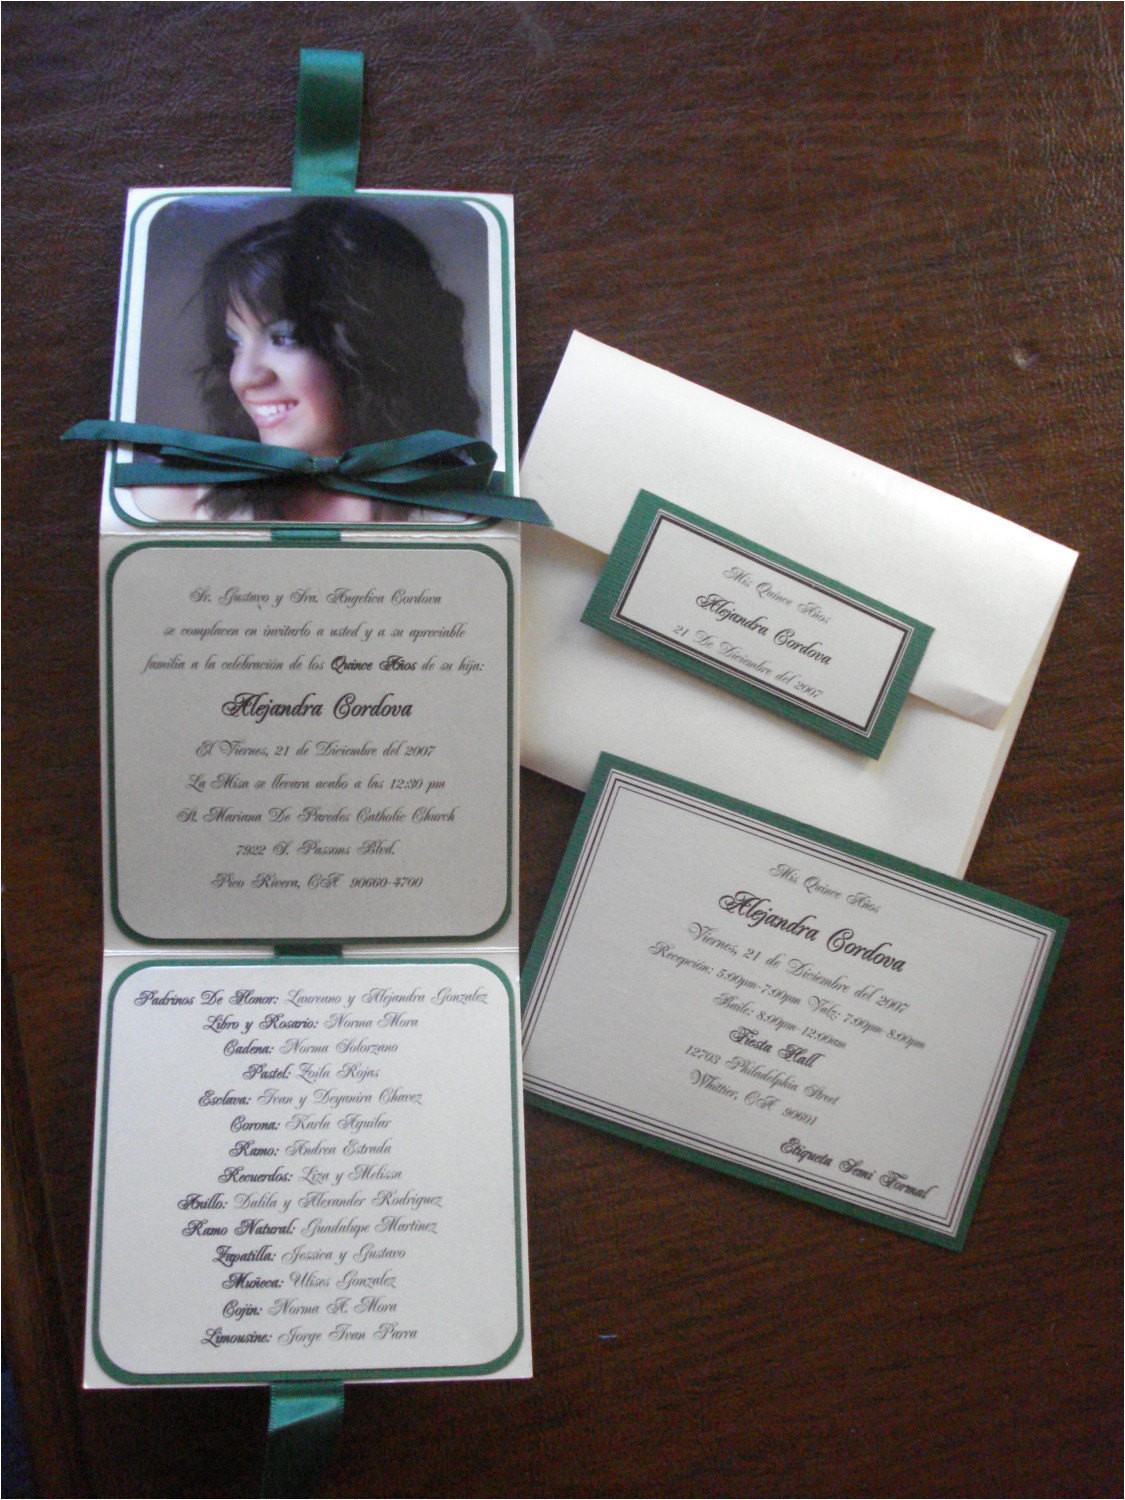 Sr. Gustavo y Sra. Angelica Cordova
se complacen en invitarlo a usted y a su apreciable
familia a la celebración de los Quince Años de su hija:
Alejandra Cordova
El Viernes, 21 de Diciembre del 2007
La Misa se llevara acabo a las 12:30 pm
St. Mariana De Paredes Catholic Church
7922 S. Passons Blvd.
Pico Rivera, CA 90660-4700
Padrinos De Honor: Laureano y Alejandra Gonzalez
Libro y Rosario: Norma Mora
Cadena: Norma Solorzano
Pastel: Zoila Rojas
Esclava: Ivan y Deyanira Chavez
Corona: Karla Aguilar
Ramo: Andrea Estrada
Recuerdos: Liza y Melissa
Anillo: Dalila y Alexander Rodriguez
Ramo Natural: Guadalupe Martinez
Zapatilla: Jessica y Gustavo
Muñeca: Ulises Gonzalez
Cojin: Norma A. Mora
Limousine: Jorge Ivan Parra
Mis Quince Años
Alejandra Cordova
21 De Diciembre del 2007
Mis Quince Años
Alejandra Cordova
Viernes, 21 de Diciembre del 2007
Recepción: 5:00pm-7:00pm Valz: 7:00pm-8:00pm
Baile: 8:00pm-12:00am
Fiesta Hall
12703 Philadelphia Street
Whittier, CA 90601
Etiqueta Semi Formal